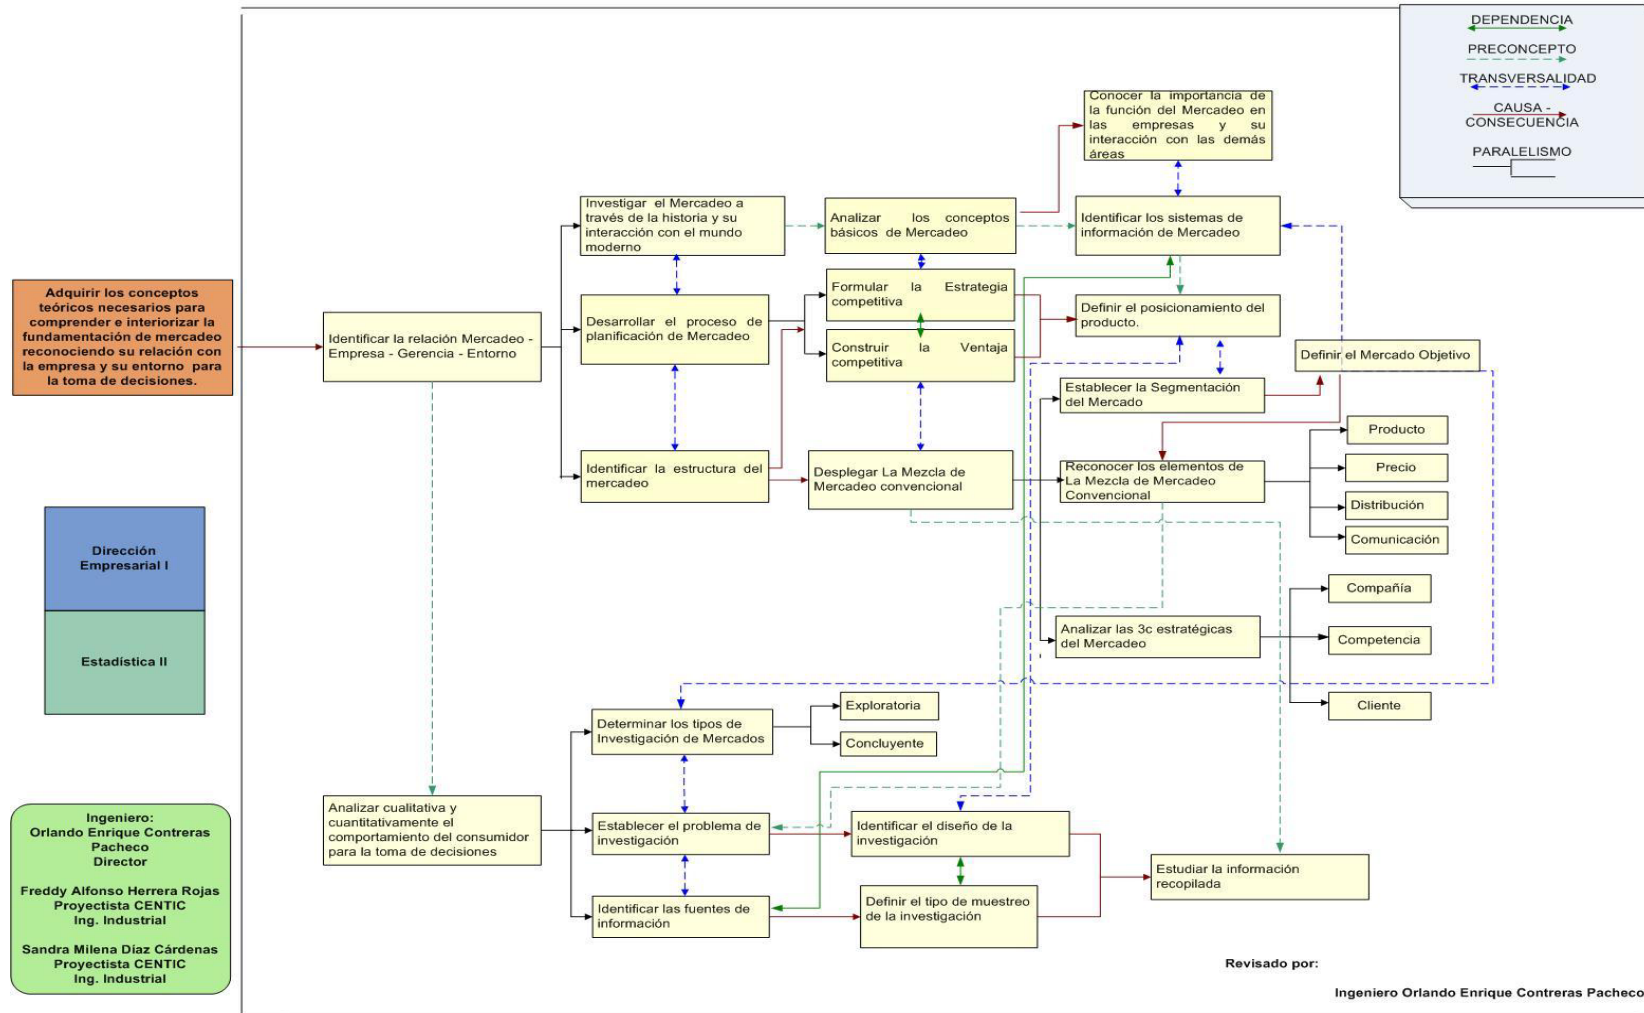 DEPENDENCIA
PRECONCEPTO
TRANSVERSALIDAD
CAUSA -
CONSECUENCIA
PARALELISMO
Conocer la importancia de
la función del Mercadeo en
las empresas y su
interacción con las demás
áreas
Investigar el Mercadeo a
través de la historia y su
interacción con el mundo
moderno
Analizar los conceptos
básicos de Mercadeo
Identificar los sistemas de
información de Mercadeo
Adquirir los conceptos
teóricos necesarios para
comprender e interiorizar la
fundamentación de mercadeo
reconociendo su relación con
la empresa y su entorno para
la toma de decisiones.
Identificar la relación Mercadeo -
Empresa - Gerencia - Entorno
Desarrollar el proceso de
planificación de Mercadeo
Formular la Estrategia
competitiva
Construir la Ventaja
competitiva
Definir el posicionamiento del
producto.
Definir el Mercado Objetivo
Establecer la Segmentación
del Mercado
Identificar la estructura del
mercadeo
Desplegar La Mezcla de
Mercadeo convencional
Reconocer los elementos de
La Mezcla de Mercadeo
Convencional
Producto
Precio
Distribución
Comunicación
Dirección
Empresarial I
Estadística II
Analizar las 3c estratégicas
del Mercadeo
Compañía
Competencia
Cliente
Determinar los tipos de
Investigación de Mercados
Exploratoria
Concluyente
Analizar cualitativa y
cuantitativamente el
comportamiento del consumidor
para la toma de decisiones
Establecer el problema de
investigación
Identificar el diseño de la
investigación
Identificar las fuentes de
información
Definir el tipo de muestreo
de la investigación
Estudiar la información
recopilada
Ingeniero:
Orlando Enrique Contreras
Pacheco
Director
Freddy Alfonso Herrera Rojas
Proyectista CENTIC
Ing. Industrial
Sandra Milena Díaz Cárdenas
Proyectista CENTIC
Ing. Industrial
Revisado por:
Ingeniero Orlando Enrique Contreras Pacheco